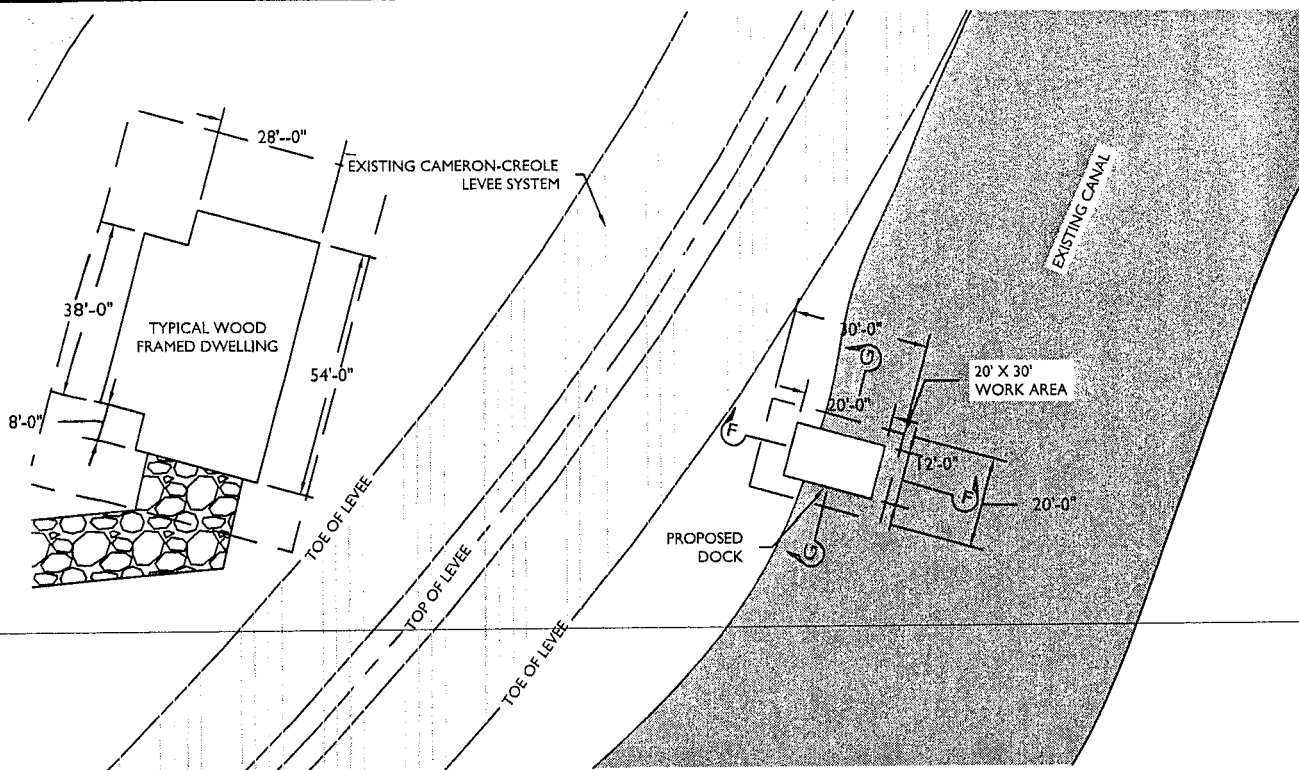 28'--0"
EXISTING CAMERON-CREOLE
LEVEE SYSTEM
EXISTING CANAL
38'-0"
TYPICAL WOOD
FRAMED DWELLING
54'-0"
8'-0"
30'-0"
G
20' X 30'
WORK AREA
20'-0"
F
12'-0"
F
20'-0"
PROPOSED
DOCK
G
TOE OF LEVEE
TOP OF LEVEE
TOE OF LEVEE